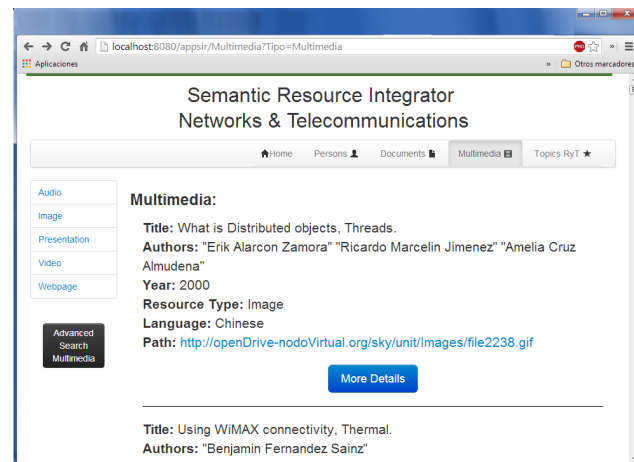 localhost:8080/appsir/Multimedia?Tipo=Multimedia
PRO
»
Aplicaciones
» Otros marcadores
Semantic Resource Integrator
Networks & Telecommunications
Home Persons Documents Multimedia Topics RyT
Audio
Image
Presentation
Video
Webpage
Advanced
Search
Multimedia
Multimedia:
Title: What is Distributed objects, Threads.
Authors: "Erik Alarcon Zamora" "Ricardo Marcelin Jimenez" "Amelia Cruz
Almudena"
Year: 2000
Resource Type: Image
Language: Chinese
Path: http://openDrive-nodoVirtual.org/sky/unit/Images/file2238.gif
More Details
Title: Using WiMAX connectivity, Thermal.
Authors: "Benjamin Fernandez Sainz"